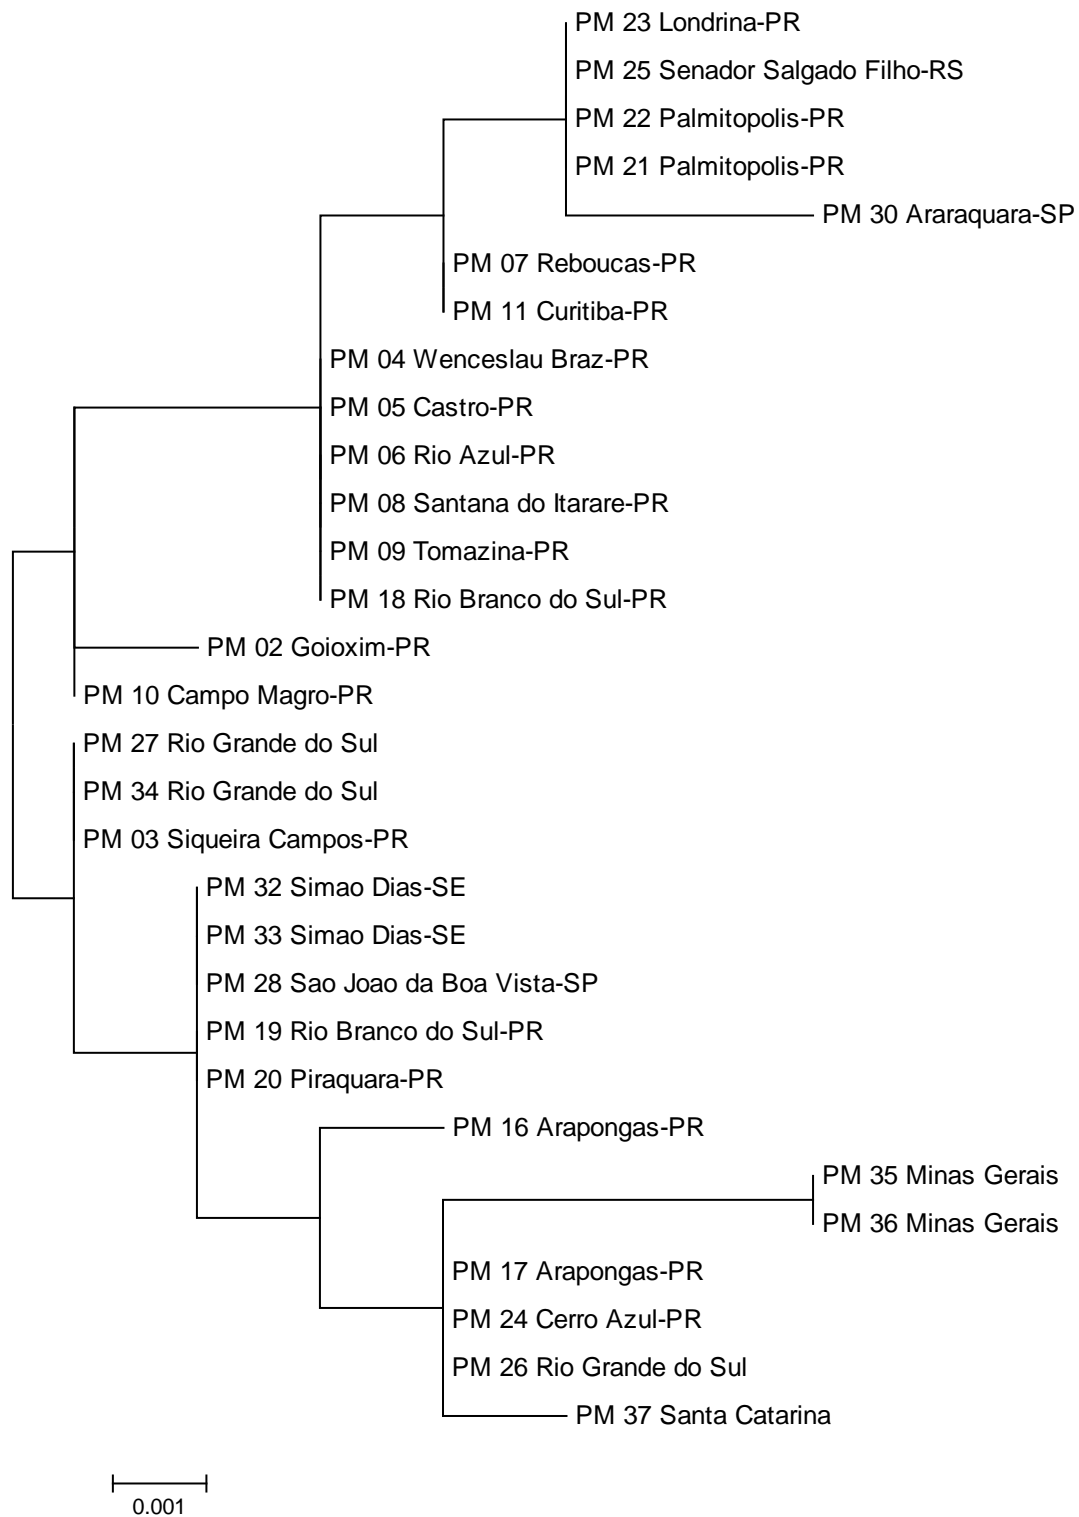 PM 23 Londrina-PR
PM 25 Senador Salgado Filho-RS
PM 22 Palmitopolis-PR
PM 21 Palmitopolis-PR
PM 30 Araraquara-SP
PM 07 Reboucas-PR
PM 11 Curitiba-PR
PM 04 Wenceslau Braz-PR
PM 05 Castro-PR
PM 06 Rio Azul-PR
PM 08 Santana do Itarare-PR
PM 09 Tomazina-PR
PM 18 Rio Branco do Sul-PR
PM 02 Goioxim-PR
PM 10 Campo Magro-PR
PM 27 Rio Grande do Sul
PM 34 Rio Grande do Sul
PM 03 Siqueira Campos-PR
PM 32 Simao Dias-SE
PM 33 Simao Dias-SE
PM 28 Sao Joao da Boa Vista-SP
PM 19 Rio Branco do Sul-PR
PM 20 Piraquara-PR
PM 16 Arapongas-PR
PM 35 Minas Gerais
PM 36 Minas Gerais
PM 17 Arapongas-PR
PM 24 Cerro Azul-PR
PM 26 Rio Grande do Sul
PM 37 Santa Catarina
0.001